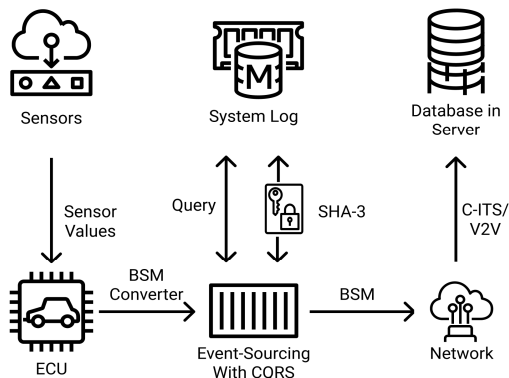 Sensors
System Log
Database in
Server
M
Sensor
Values
Query
SHA-3
C-ITS/
V2V
BSM
Converter
BSM
ECU
Event-Sourcing
With CORS
Network